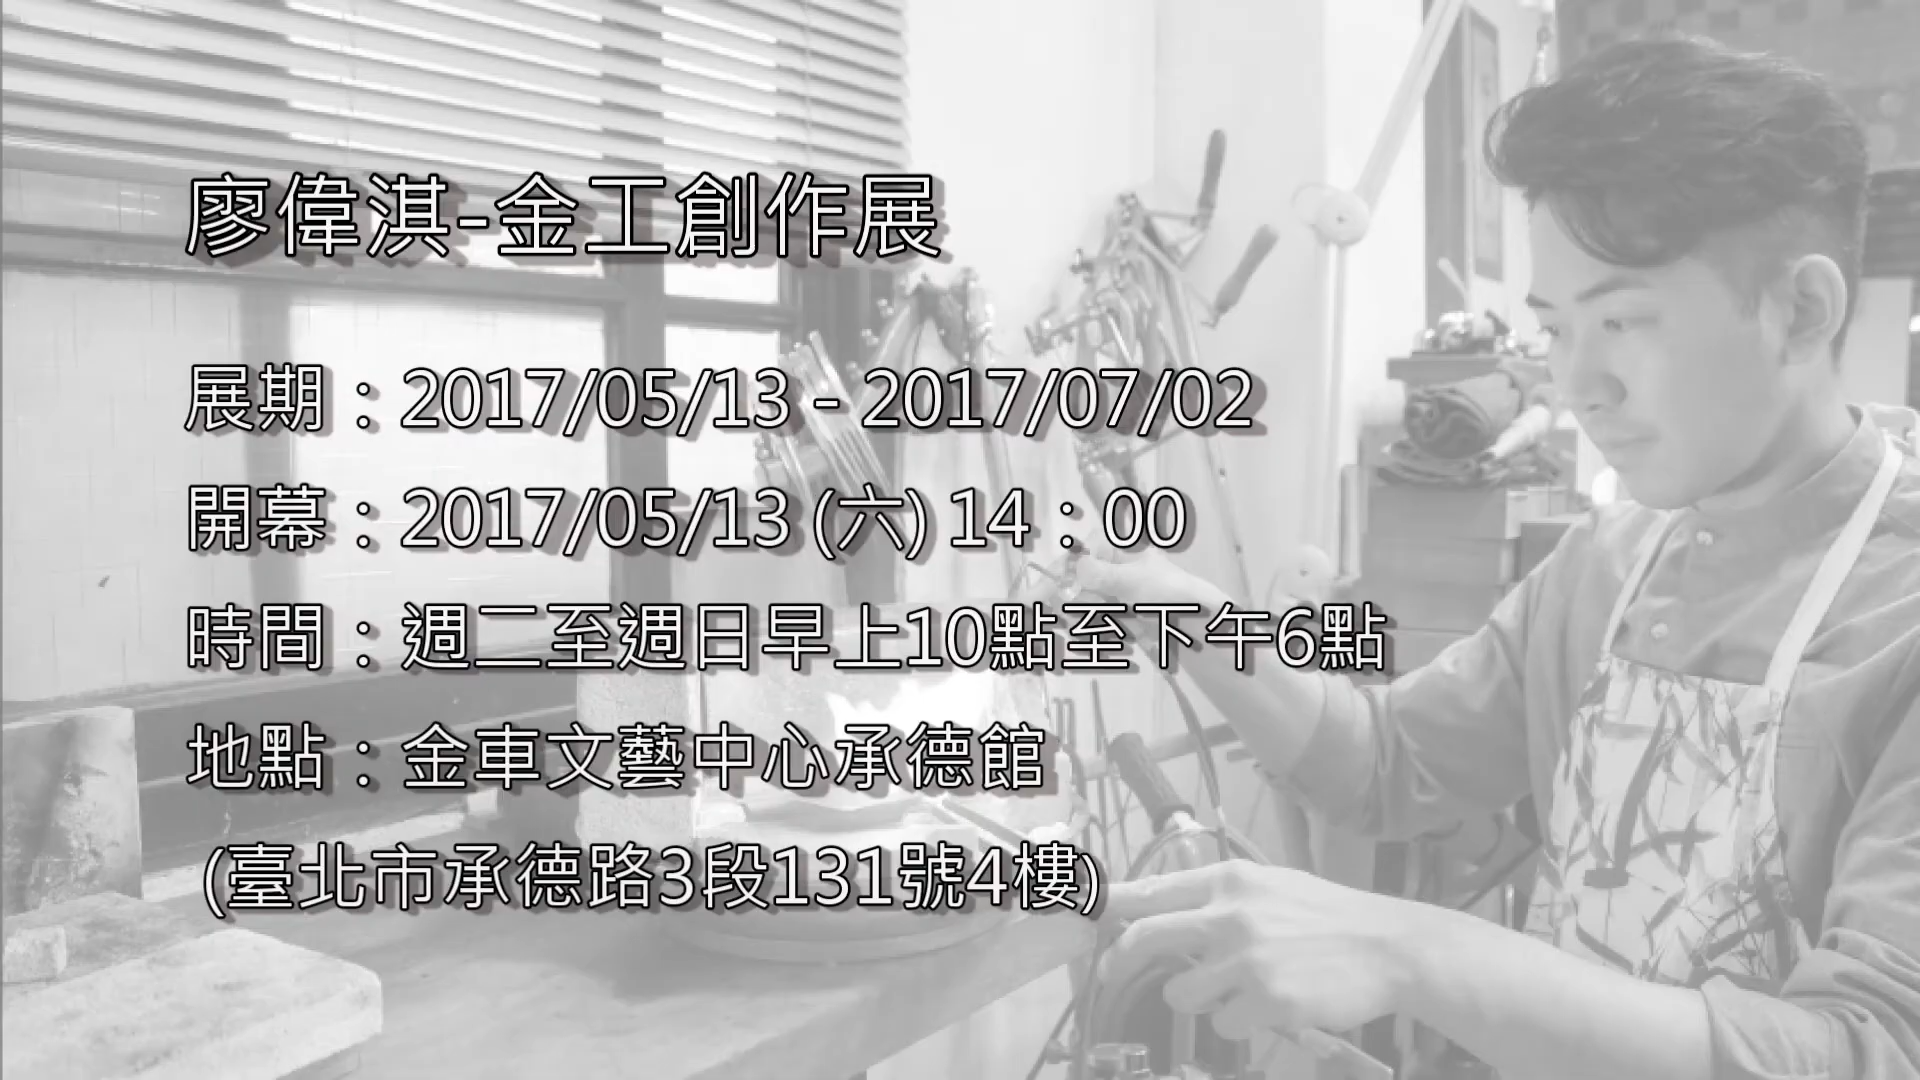 廖偉淇-金工創作展
展期：2017/05/13 - 2017/07/02
開幕：2017/05/13 (六) 14：00
時間：週二至週日早上10點至下午6點
地點：金車文藝中心承德館
(臺北市承德路3段131號4樓)